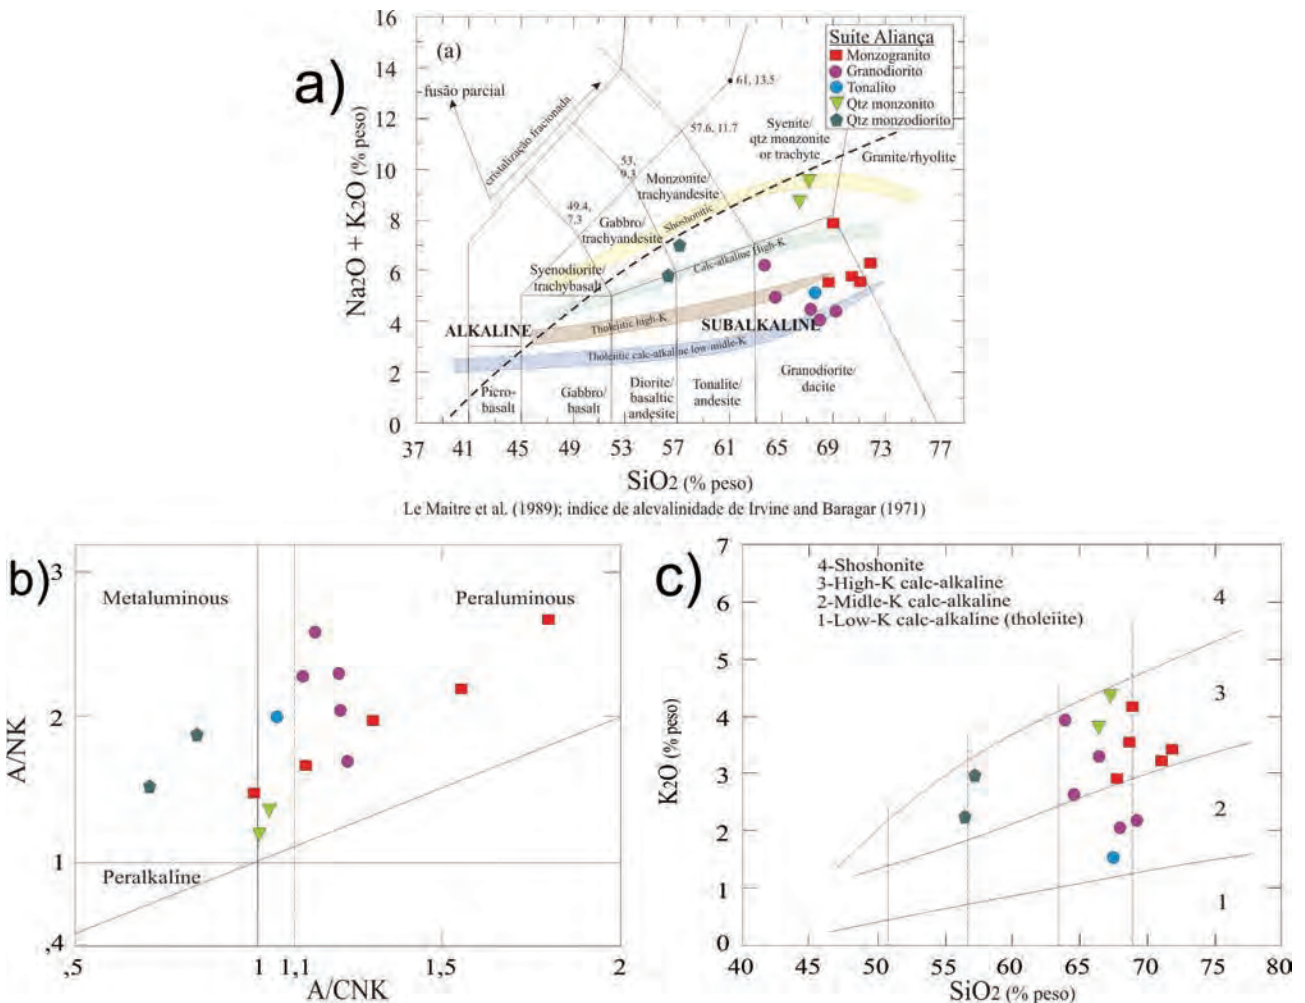 a)
(a)
16
14
12
10
8
6
4
2
0
Na2O + K2O (% peso)
37
41
45
49
53
57
61
65
69
73
77
SiO2 (% peso)
Suite Aliança
Monzogranito
Granodiorito
Tonalito
Qtz monzonito
Qtz monzodiorito
fusão parcial
cristalização fracionada
61, 13.5
57.6, 11.7
53,
9.3
49.4,
7.3
Syenite/
qtz monzonite
or trachyte
Granite/rhyolite
Monzonite/
trachyandesite
Gabbro/
trachyandesite
Syenodiorite/
trachybasalt
Shoshonitic
Calc-alkaline High-K
Tholeiitic high-K
Tholeiitic calc-alkaline low/midle-K
ALKALINE
SUBALKALINE
Picro-
basalt
Gabbro/
basalt
Diorite/
basaltic
andesite
Tonalite/
andesite
Granodiorite/
dacite
Le Maitre et al. (1989); índice de alcvalinidade de Irvine and Baragar (1971)
b)
3
2
1
,4
A/NK
Metaluminous
Peraluminous
Peralkaline
,5
1
1,1
1,5
2
A/CNK
c)
7
6
5
4
3
2
1
0
K2O (% peso)
4-Shoshonite
3-High-K calc-alkaline
2-Midle-K calc-alkaline
1-Low-K calc-alkaline (tholeiite)
4
3
2
1
40
45
50
55
60
65
70
75
80
SiO2 (% peso)